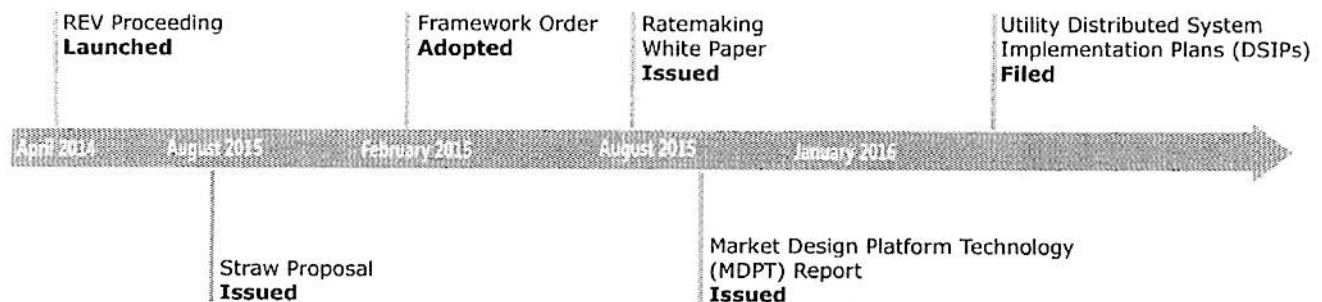 REV Proceeding
Launched
Framework Order
Adopted
Ratemaking
White Paper
Issued
Utility Distributed System
Implementation Plans (DSIPs)
Filed
April 2014
August 2015
February 2015
August 2015
January 2016
Straw Proposal
Issued
Market Design Platform Technology
(MDPT) Report
Issued